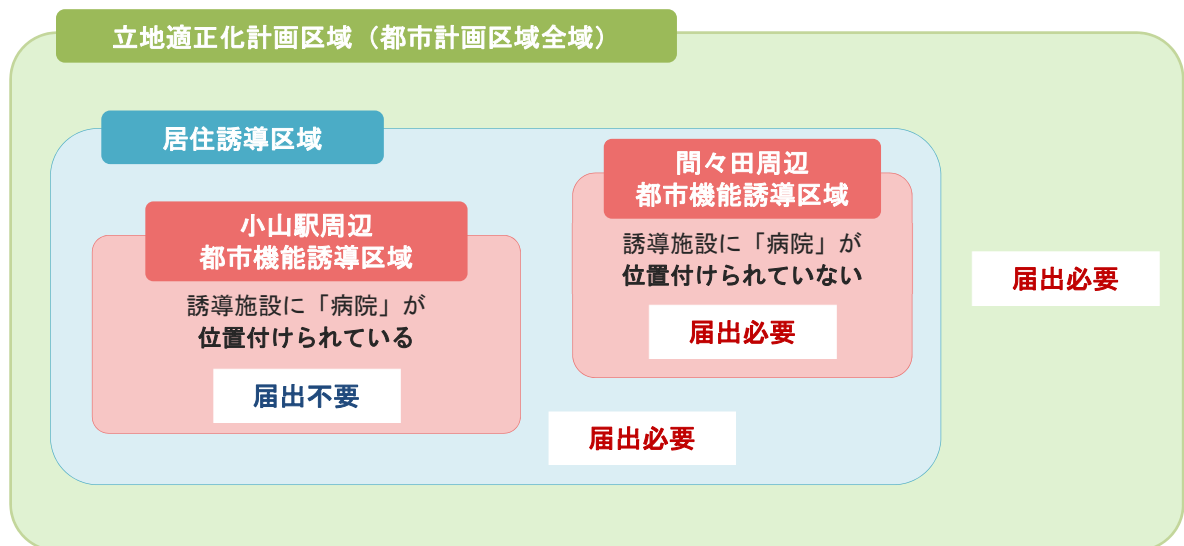 立地適正化計画区域（都市計画区域全域）
居住誘導区域
間々田周辺
都市機能誘導区域
誘導施設に「病院」が
位置付けられていない
届出必要
小山駅周辺
都市機能誘導区域
誘導施設に「病院」が
位置付けられている
届出不要
届出必要
届出必要